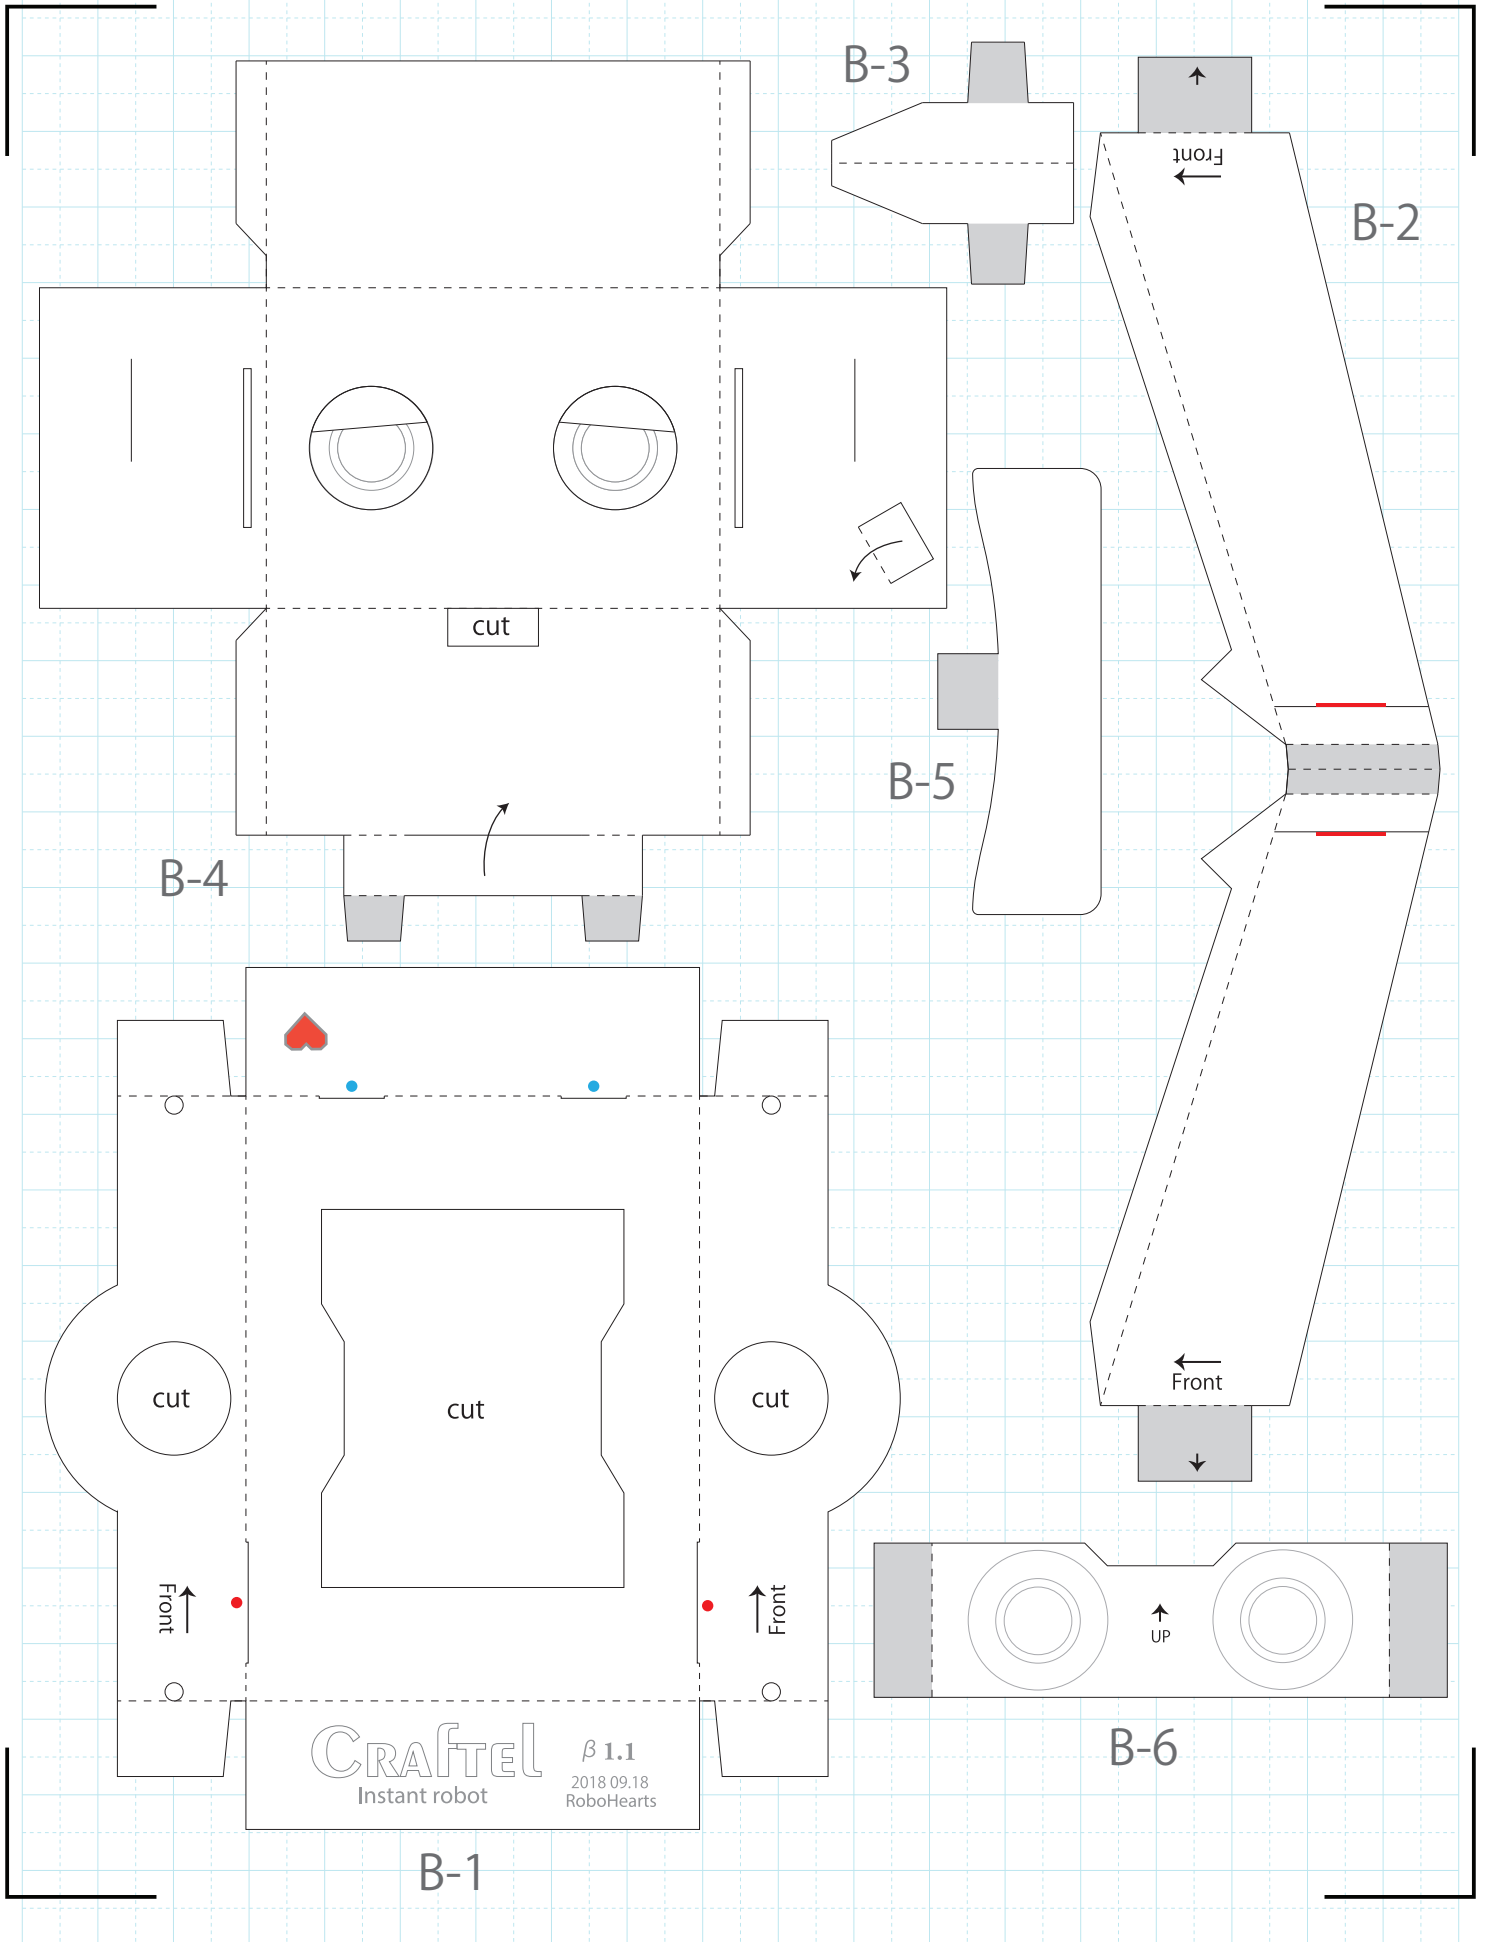 B-3
Front
B-2
cut
B-5
B-4
cut
cut
cut
Front
Front
Front
UP
CRAfTEl
Instant robot
β 1.1
2018 09.18
RoboHearts
B-6
B-1